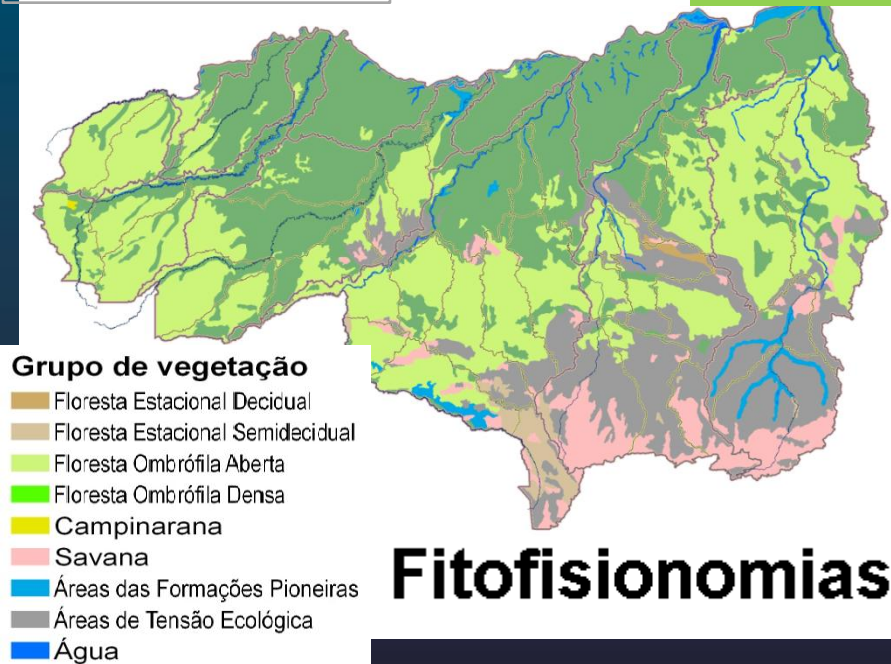 Grupo de vegetação
Floresta Estacional Decidual
Floresta Estacional Semidecidual
Floresta Ombrófila Aberta
Floresta Ombrófila Densa
Campinarana
Savana
Áreas das Formações Pioneiras
Áreas de Tensão Ecológica
Água
Fitofisionomias